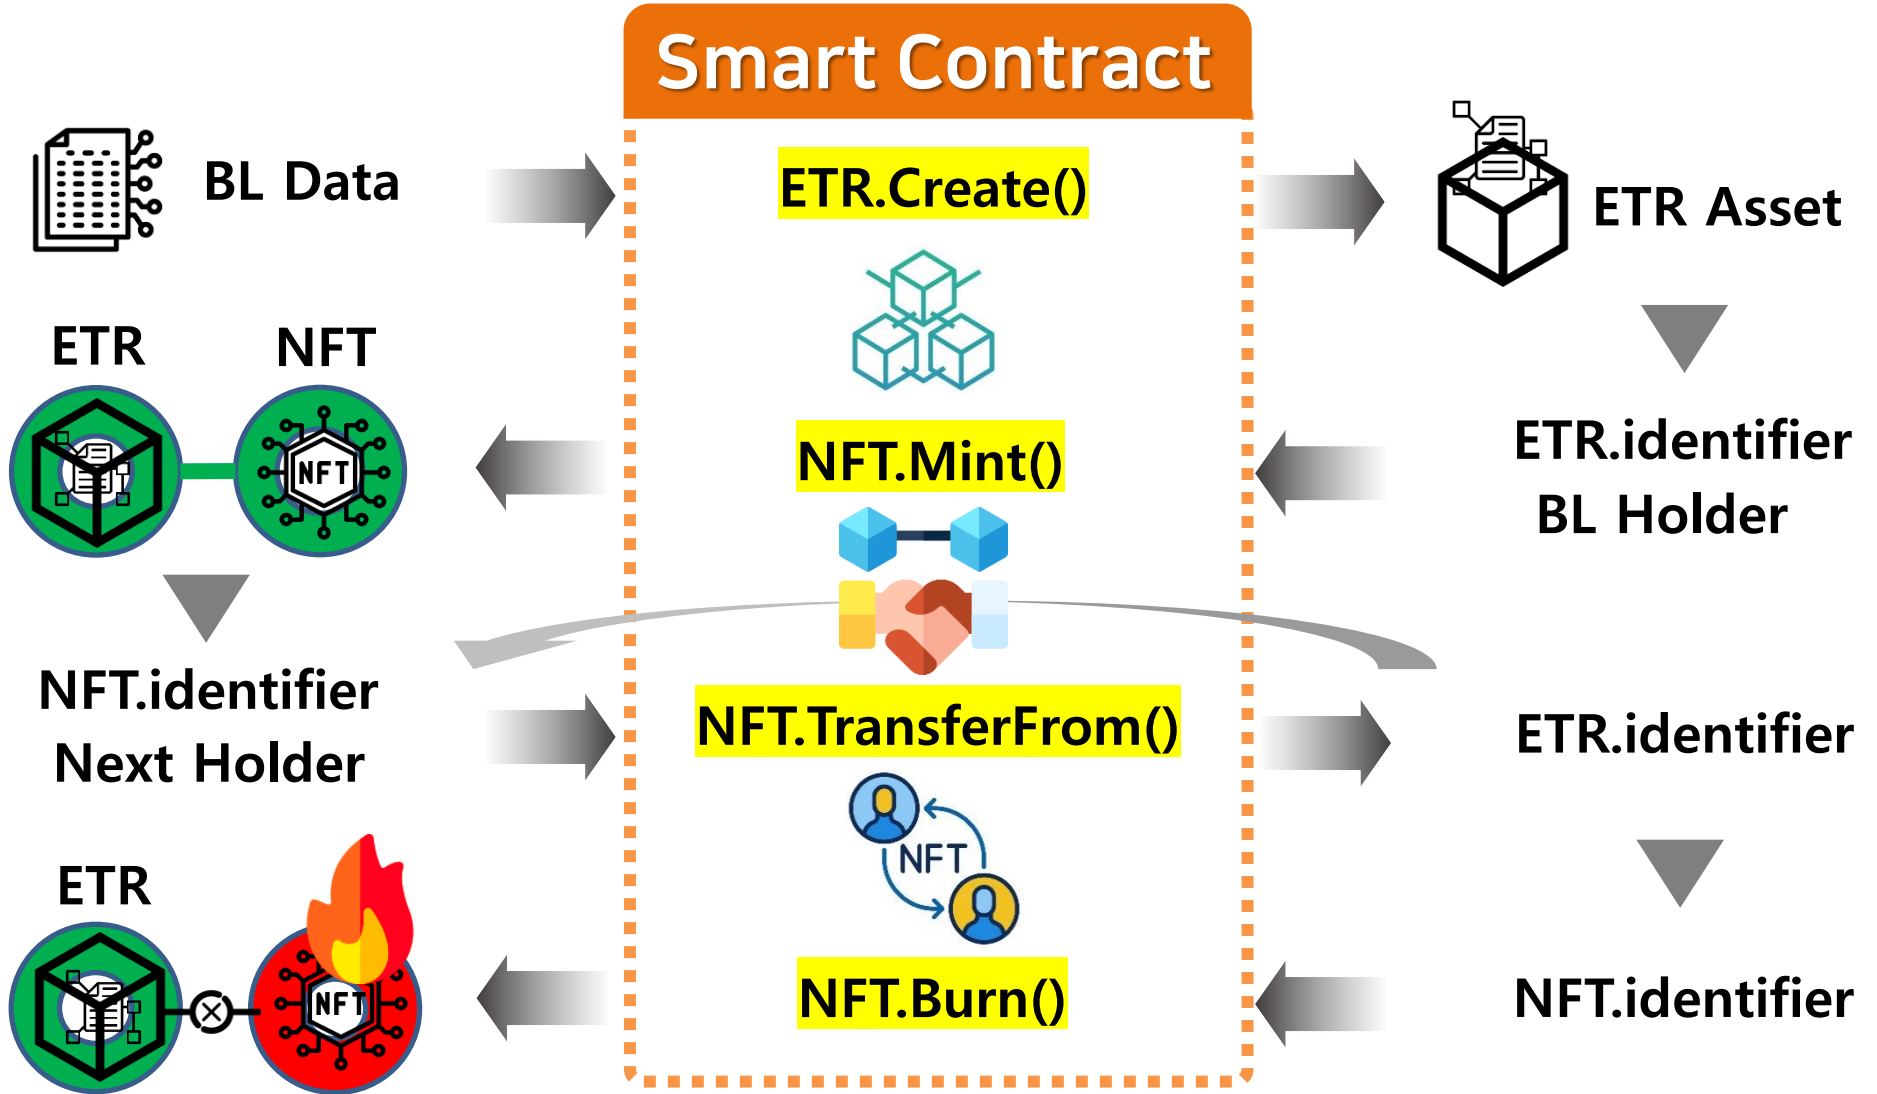 Smart Contract
BL Data
ETR.Create()
ETR Asset
ETR
NFT
NFT
NFT.Mint()
ETR.identifier
BL Holder
NFT.identifier
Next Holder
NFT.TransferFrom()
ETR.identifier
NFT
ETR
NFT
NFT.Burn()
NFT.identifier